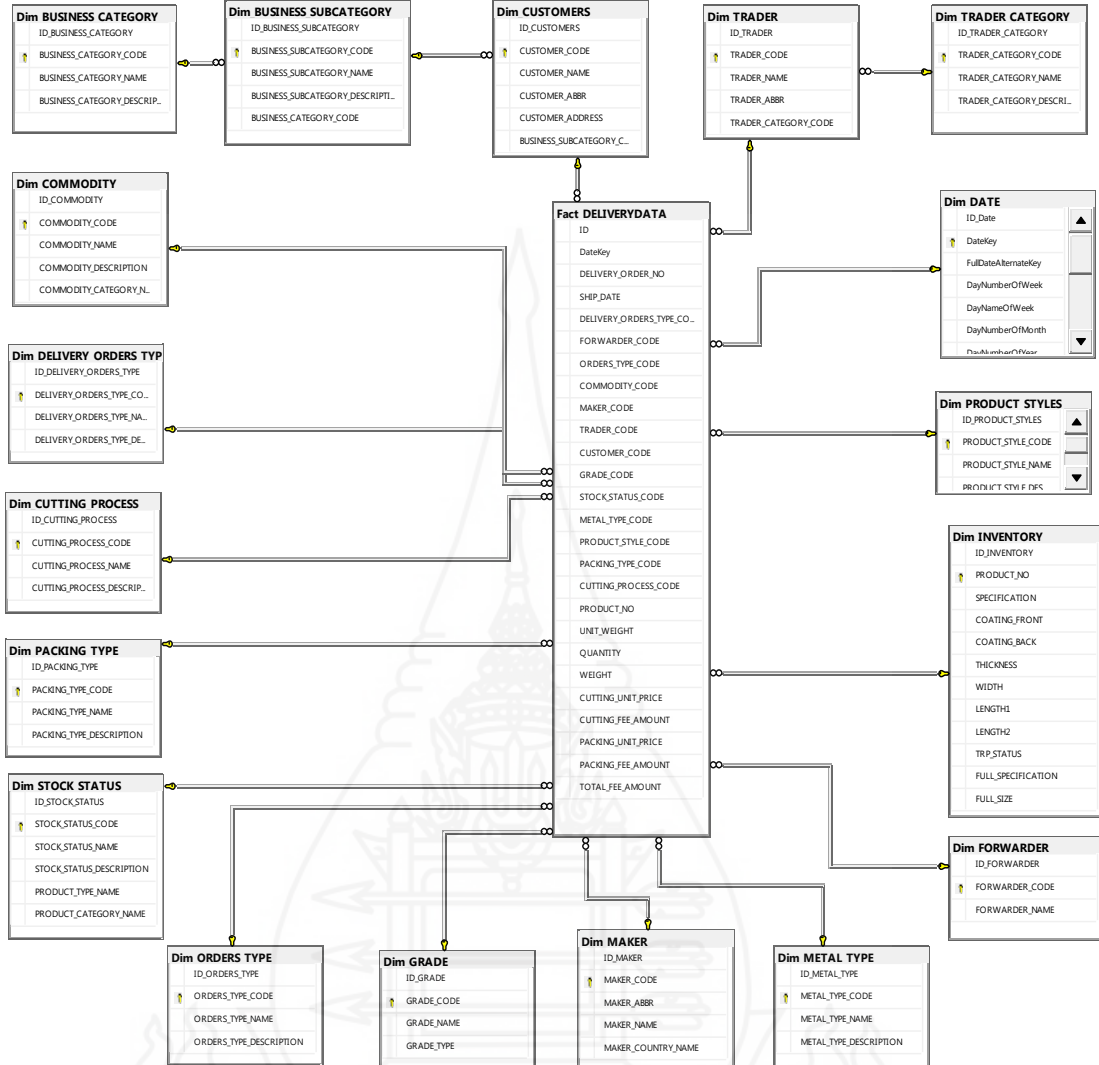 Dim BUSINESS CATEGORY
ID_BUSINESS_CATEGORY
BUSINESS_CATEGORY_CODE
BUSINESS_CATEGORY_NAME
BUSINESS_CATEGORY_DESCRIP...
Dim BUSINESS SUBCATEGORY
ID_BUSINESS_SUBCATEGORY
BUSINESS_SUBCATEGORY_CODE
BUSINESS_SUBCATEGORY_NAME
BUSINESS_SUBCATEGORY_DESCRIPTI...
BUSINESS_CATEGORY_CODE
Dim CUSTOMERS
ID_CUSTOMERS
CUSTOMER_CODE
CUSTOMER_NAME
CUSTOMER_ABBR
CUSTOMER_ADDRESS
BUSINESS_SUBCATEGORY_C...
Dim TRADER
ID_TRADER
TRADER_CODE
TRADER_NAME
TRADER_ABBR
TRADER_CATEGORY_CODE
Dim TRADER CATEGORY
ID_TRADER_CATEGORY
TRADER_CATEGORY_CODE
TRADER_CATEGORY_NAME
TRADER_CATEGORY_DESCRI...
Dim COMMODITY
ID_COMMODITY
COMMODITY_CODE
COMMODITY_NAME
COMMODITY_DESCRIPTION
COMMODITY_CATEGORY_N...
Fact DELIVERYDATA
ID
DateKey
DELIVERY_ORDER_NO
SHIP_DATE
DELIVERY_ORDERS_TYPE_CO...
FORWARDER_CODE
ORDERS_TYPE_CODE
COMMODITY_CODE
MAKER_CODE
TRADER_CODE
CUSTOMER_CODE
GRADE_CODE
STOCK_STATUS_CODE
METAL_TYPE_CODE
PRODUCT_STYLE_CODE
PACKING_TYPE_CODE
CUTTING_PROCESS_CODE
PRODUCT_NO
UNIT_WEIGHT
QUANTITY
WEIGHT
CUTTING_UNIT_PRICE
CUTTING_FEE_AMOUNT
PACKING_UNIT_PRICE
PACKING_FEE_AMOUNT
TOTAL_FEE_AMOUNT
Dim DATE
ID_Date
DateKey
FullDateAlternateKey
DayNumberOfWeek
DayNameOfWeek
DayNumberOfMonth
DayNumberOfYear
Dim DELIVERY ORDERS TYP
ID_DELIVERY_ORDERS_TYPE
DELIVERY_ORDERS_TYPE_CO...
DELIVERY_ORDERS_TYPE_NA...
DELIVERY_ORDERS_TYPE_DE...
Dim PRODUCT STYLES
ID_PRODUCT_STYLES
PRODUCT_STYLE_CODE
PRODUCT_STYLE_NAME
PRODUCT_STYLE_DES
Dim CUTTING PROCESS
ID_CUTTING_PROCESS
CUTTING_PROCESS_CODE
CUTTING_PROCESS_NAME
CUTTING_PROCESS_DESCRIP...
Dim INVENTORY
ID_INVENTORY
PRODUCT_NO
SPECIFICATION
COATING_FRONT
COATING_BACK
THICKNESS
WIDTH
LENGTH1
LENGTH2
TRP_STATUS
FULL_SPECIFICATION
FULL_SIZE
Dim PACKING TYPE
ID_PACKING_TYPE
PACKING_TYPE_CODE
PACKING_TYPE_NAME
PACKING_TYPE_DESCRIPTION
Dim STOCK STATUS
ID_STOCK_STATUS
STOCK_STATUS_CODE
STOCK_STATUS_NAME
STOCK_STATUS_DESCRIPTION
PRODUCT_TYPE_NAME
PRODUCT_CATEGORY_NAME
Dim FORWARDER
ID_FORWARDER
FORWARDER_CODE
FORWARDER_NAME
Dim ORDERS TYPE
ID_ORDERS_TYPE
ORDERS_TYPE_CODE
ORDERS_TYPE_NAME
ORDERS_TYPE_DESCRIPTION
Dim GRADE
ID_GRADE
GRADE_CODE
GRADE_NAME
GRADE_TYPE
Dim MAKER
ID_MAKER
MAKER_CODE
MAKER_ABBR
MAKER_NAME
MAKER_COUNTRY_NAME
Dim METAL TYPE
ID_METAL_TYPE
METAL_TYPE_CODE
METAL_TYPE_NAME
METAL_TYPE_DESCRIPTION